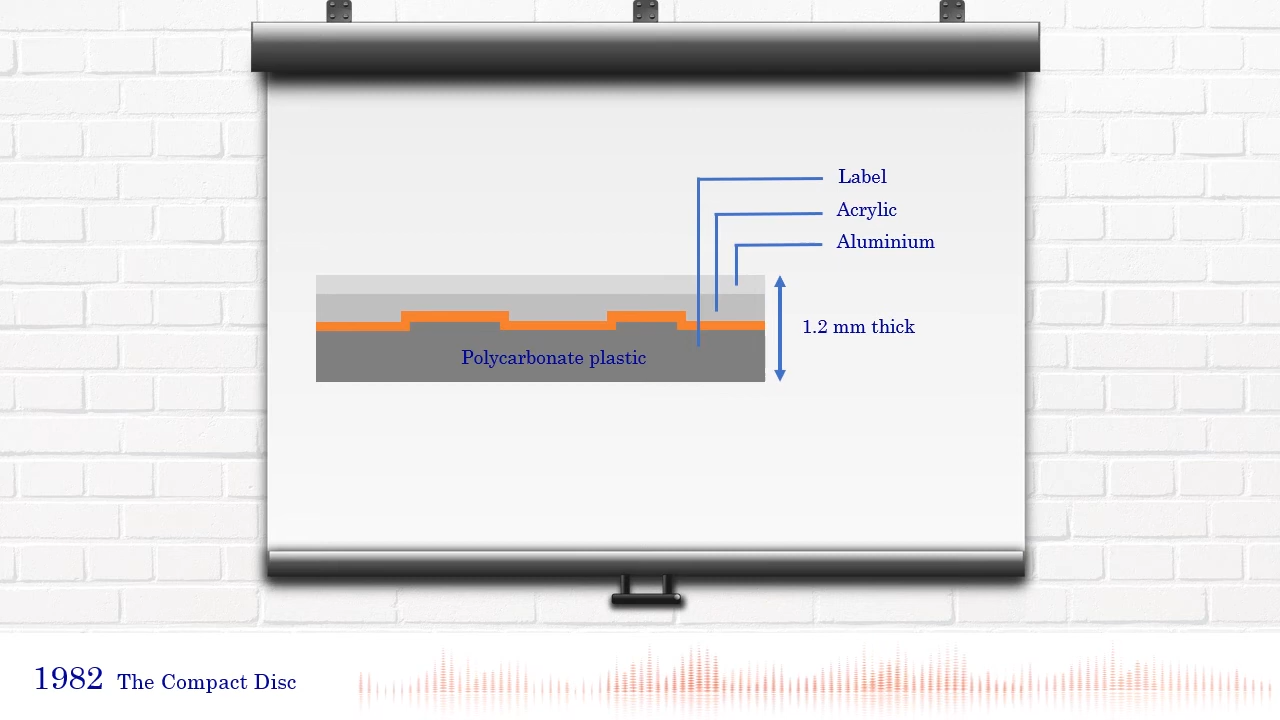 Label
Acrylic
Aluminium
1.2 mm thick
Polycarbonate plastic
1982 The Compact Disc